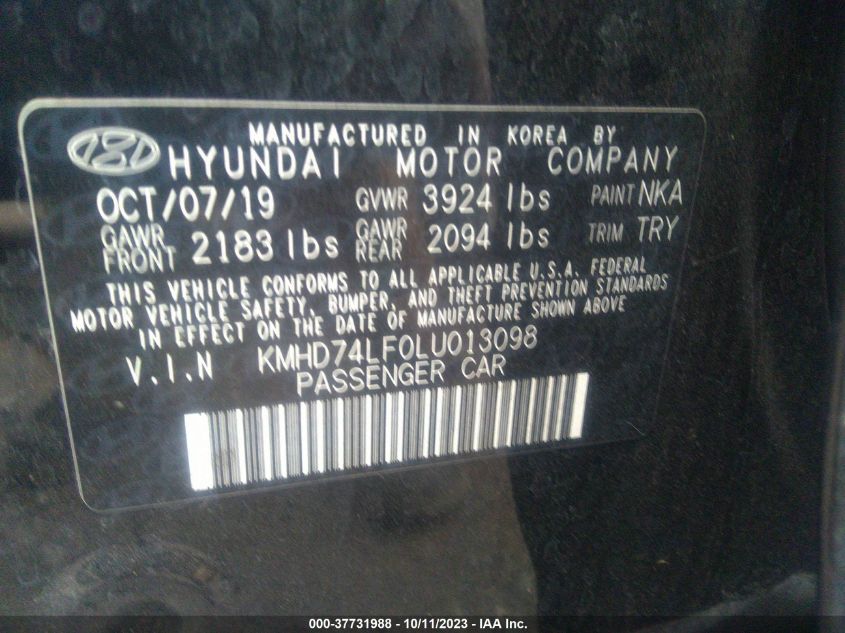 MANUFACTURED IN KOREA BY
HYUNDAI MOTOR COMPANY
OCT/07/19 GVWR 3924 lbs PAINT NKA
GAWR FRONT 2183 lbs GAWR REAR 2094 lbs TRIM TRY
THIS VEHICLE CONFORMS TO ALL APPLICABLE U.S.A. FEDERAL
MOTOR VEHICLE SAFETY, BUMPER, AND THEFT PREVENTION STANDARDS
IN EFFECT ON THE DATE OF MANUFACTURE SHOWN ABOVE
V.I.N KMHD74LF0LU013098
PASSENGER CAR
000-37731988 - 10/11/2023 - IAA Inc.